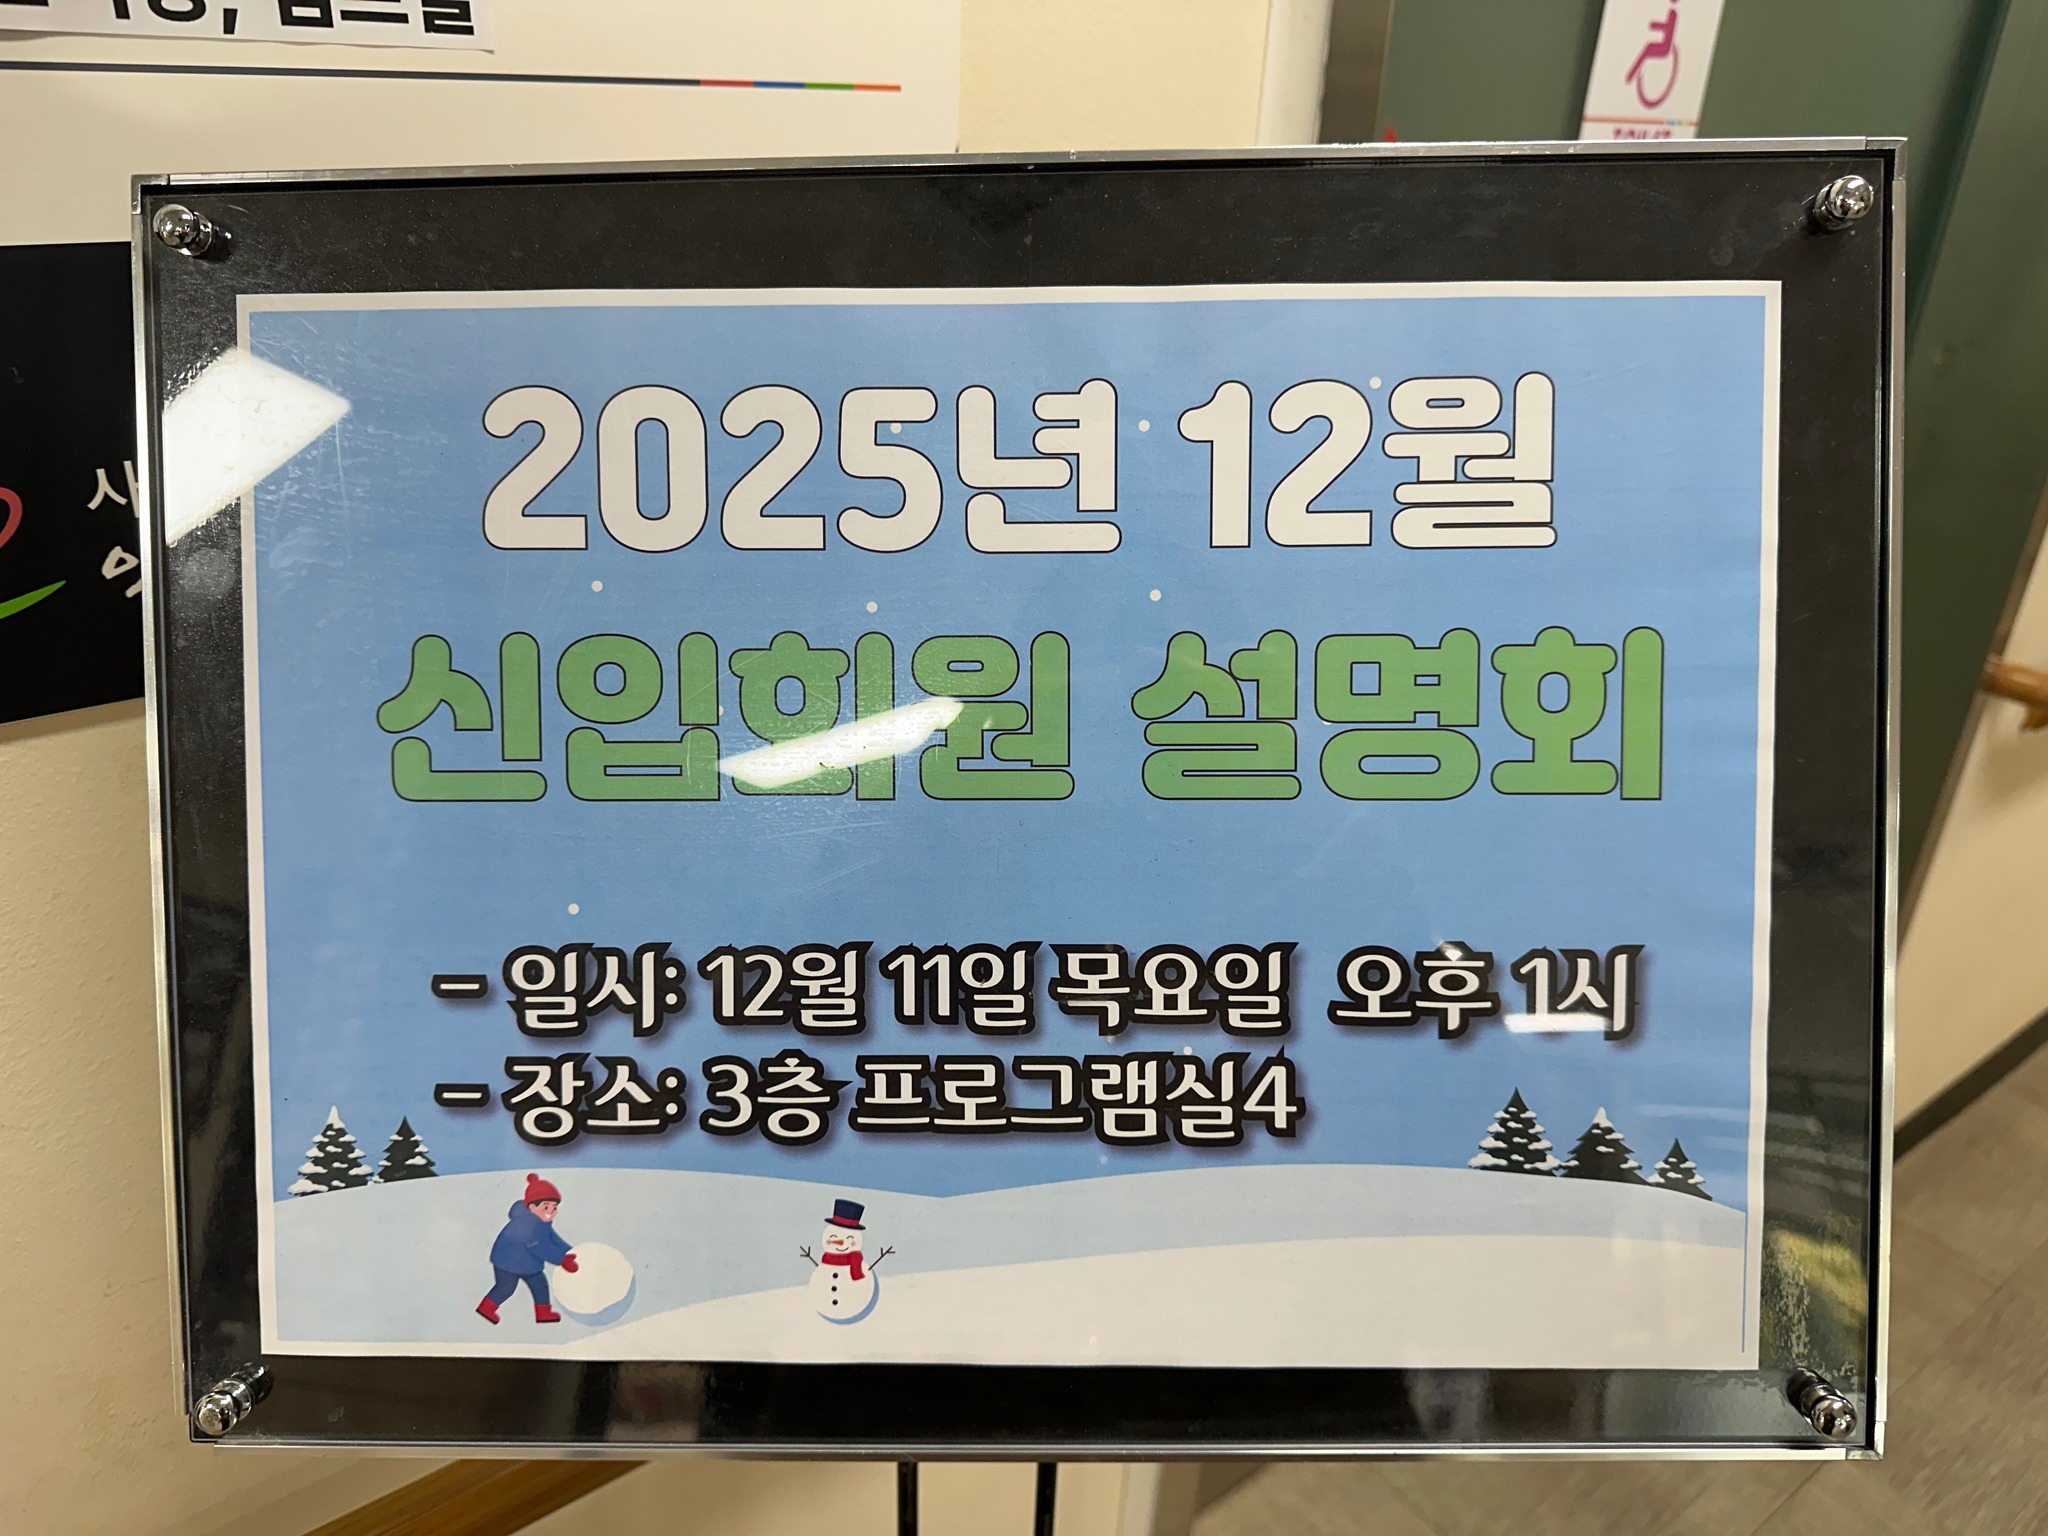 2025년 12월
신입회원 설명회
- 일시: 12월 11일 목요일 오후 1시
- 장소: 3층 프로그램실4